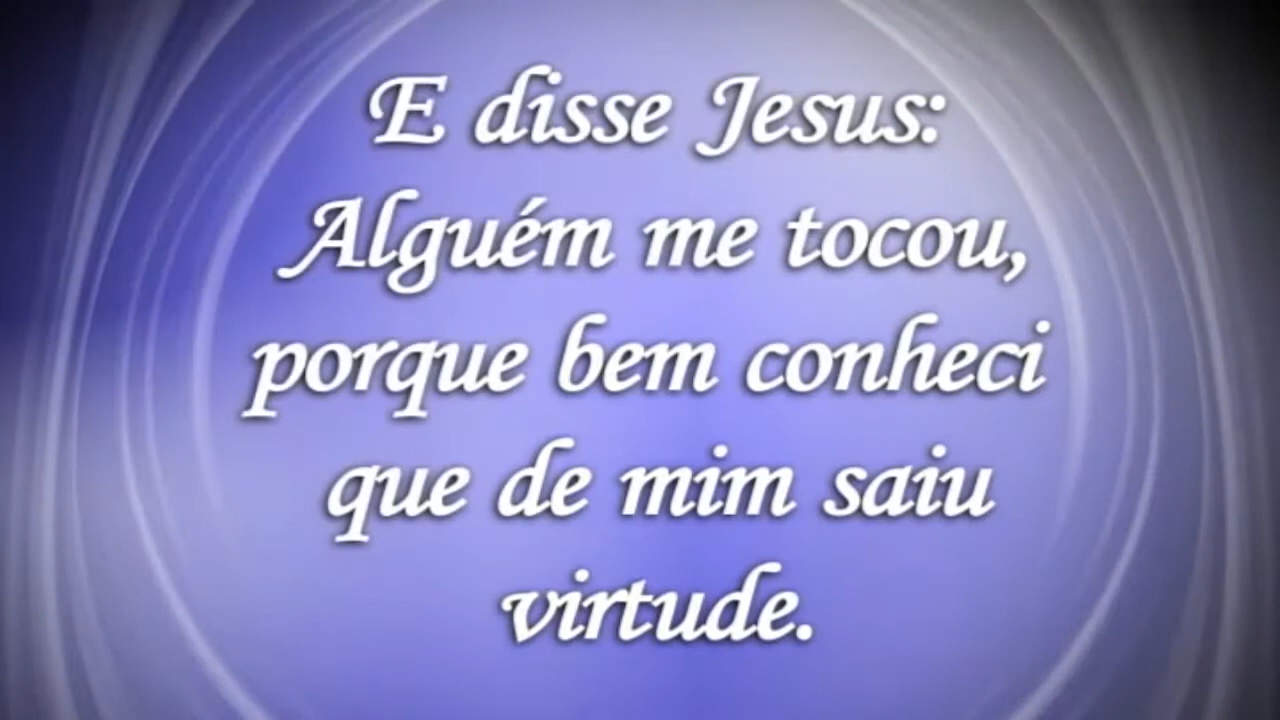 E disse Jesus:
Alguém me tocou,
porque bem conheci
que de mim saiu
virtude.